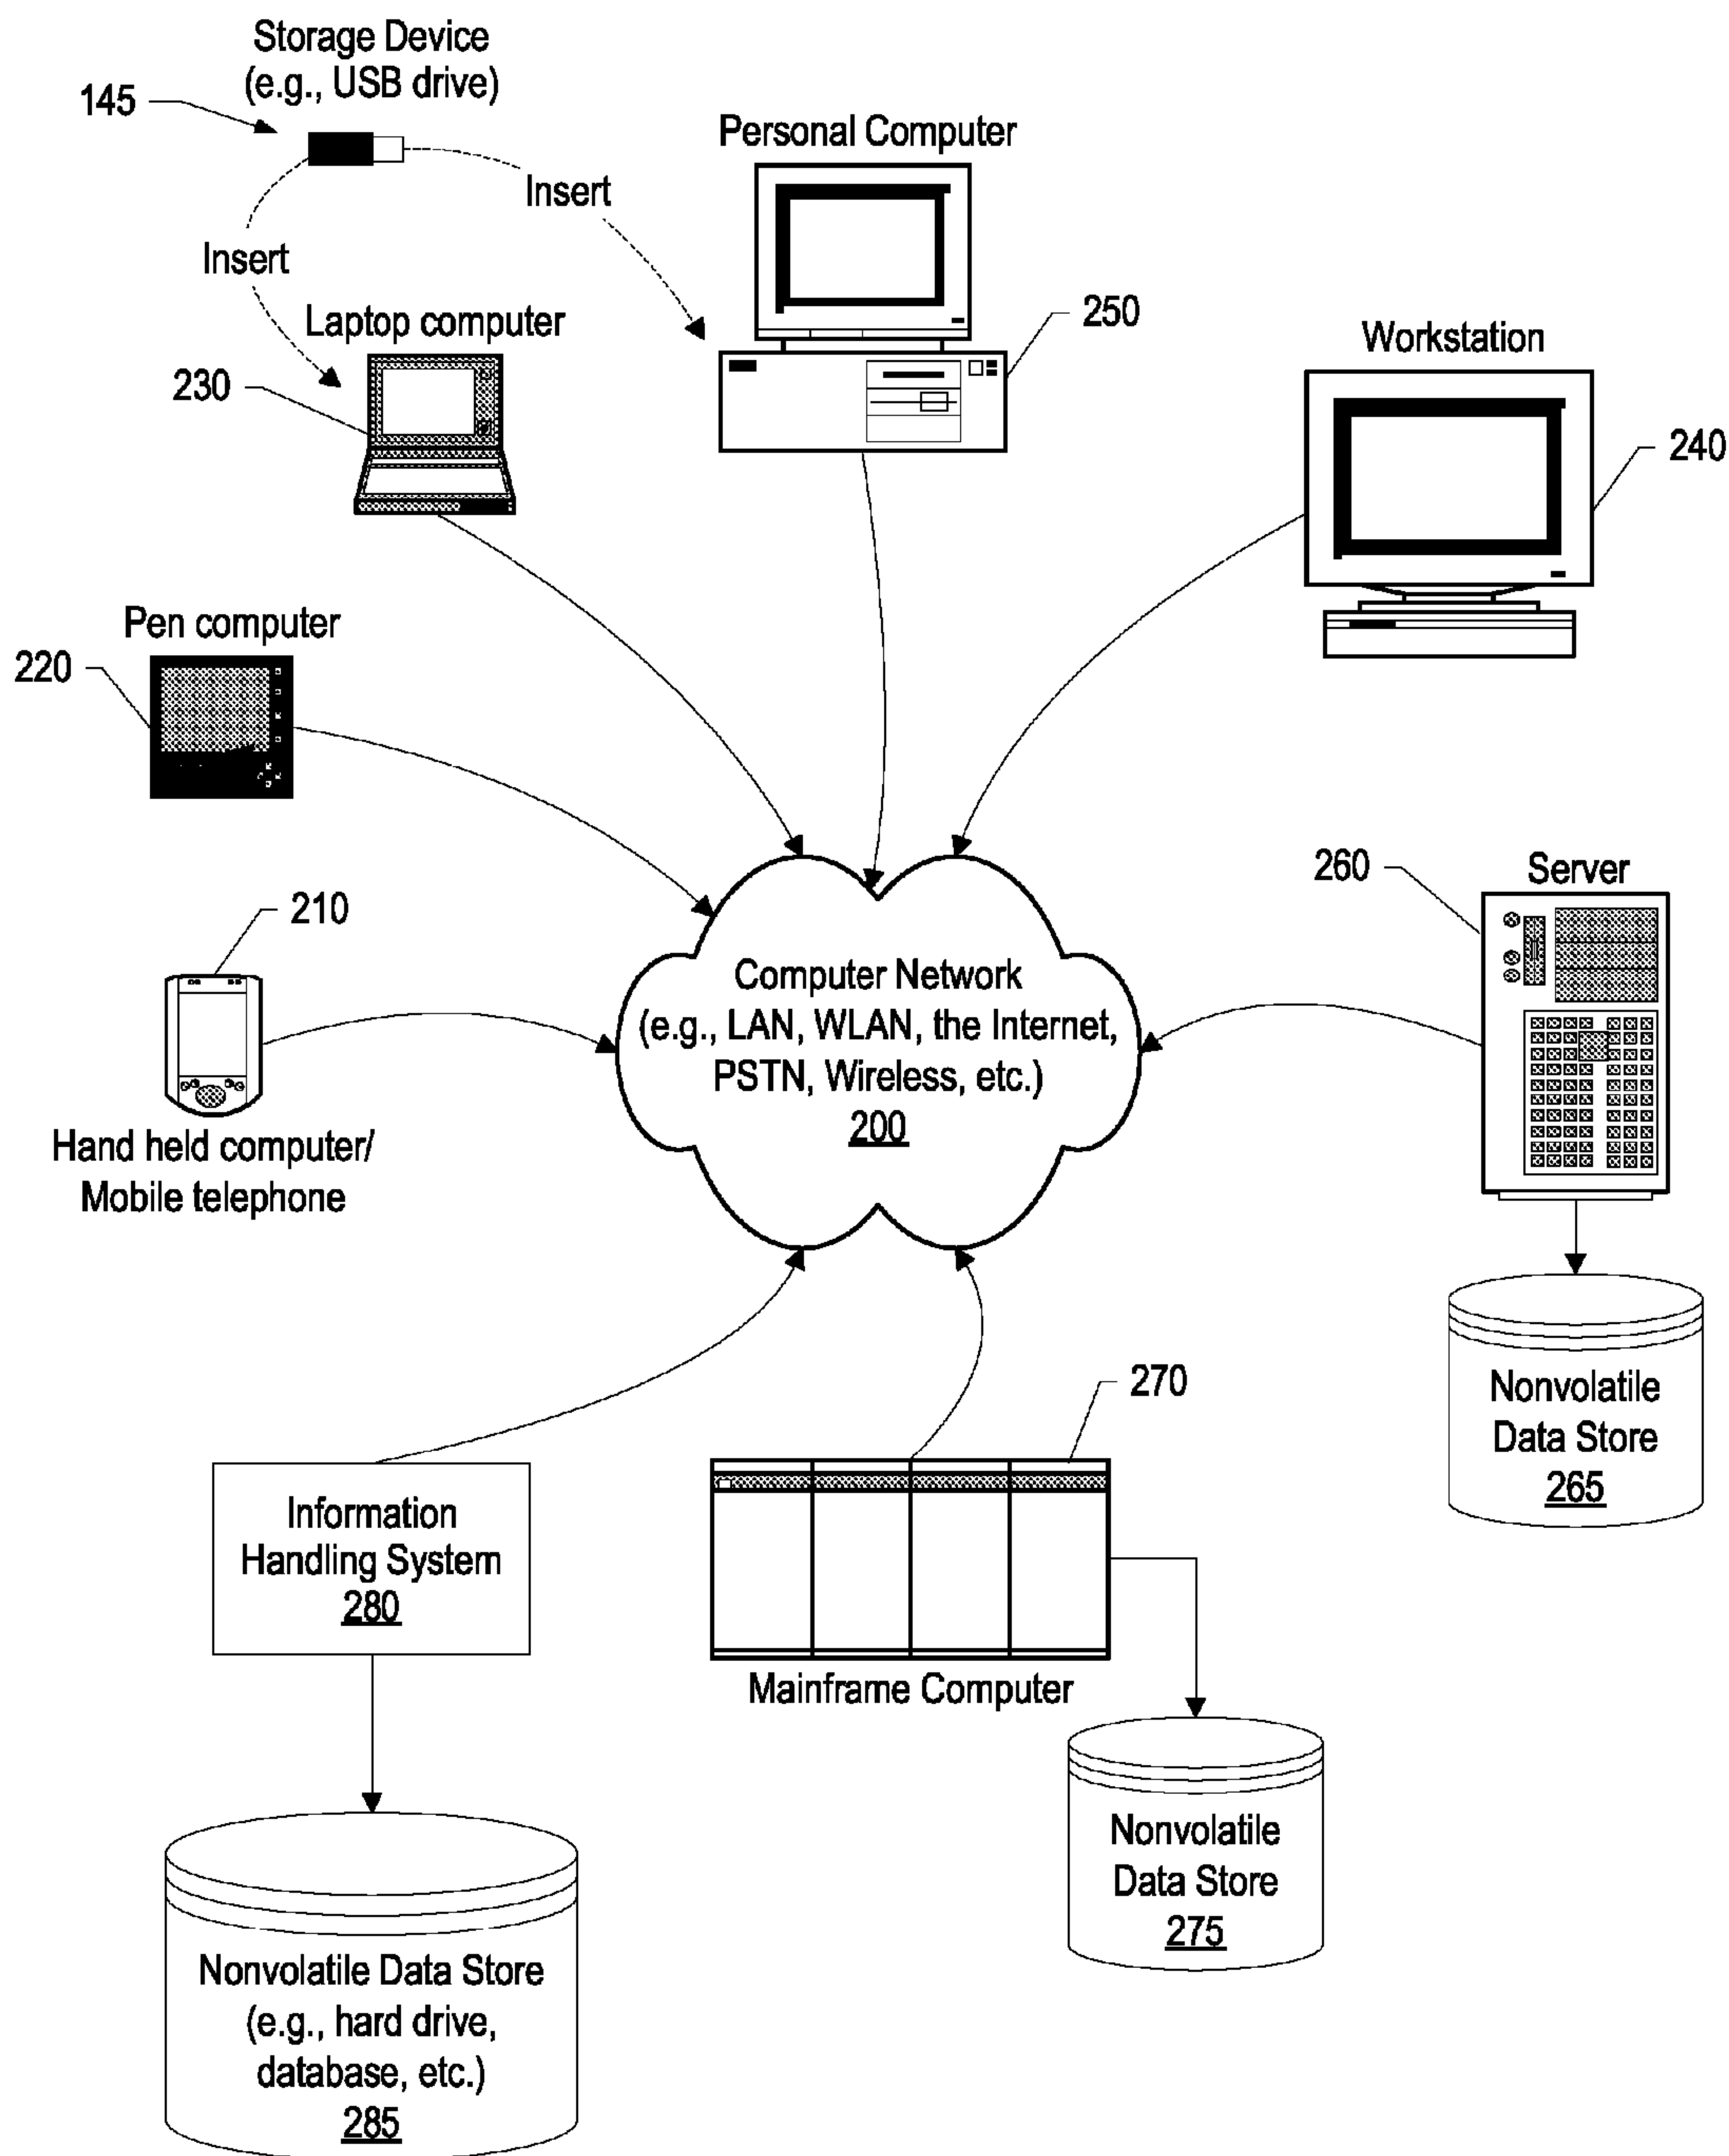 Storage Device
(e.g., USB drive)
145
Insert
Insert
Personal Computer
250
Laptop computer
230
Workstation
240
Pen computer
220
210
Hand held computer/
Mobile telephone
Computer Network
(e.g., LAN, WLAN, the Internet,
PSTN, Wireless, etc.)
200
260
Server
Nonvolatile
Data Store
265
270
Mainframe Computer
Nonvolatile
Data Store
275
Information
Handling System
280
Nonvolatile Data Store
(e.g., hard drive,
database, etc.)
285